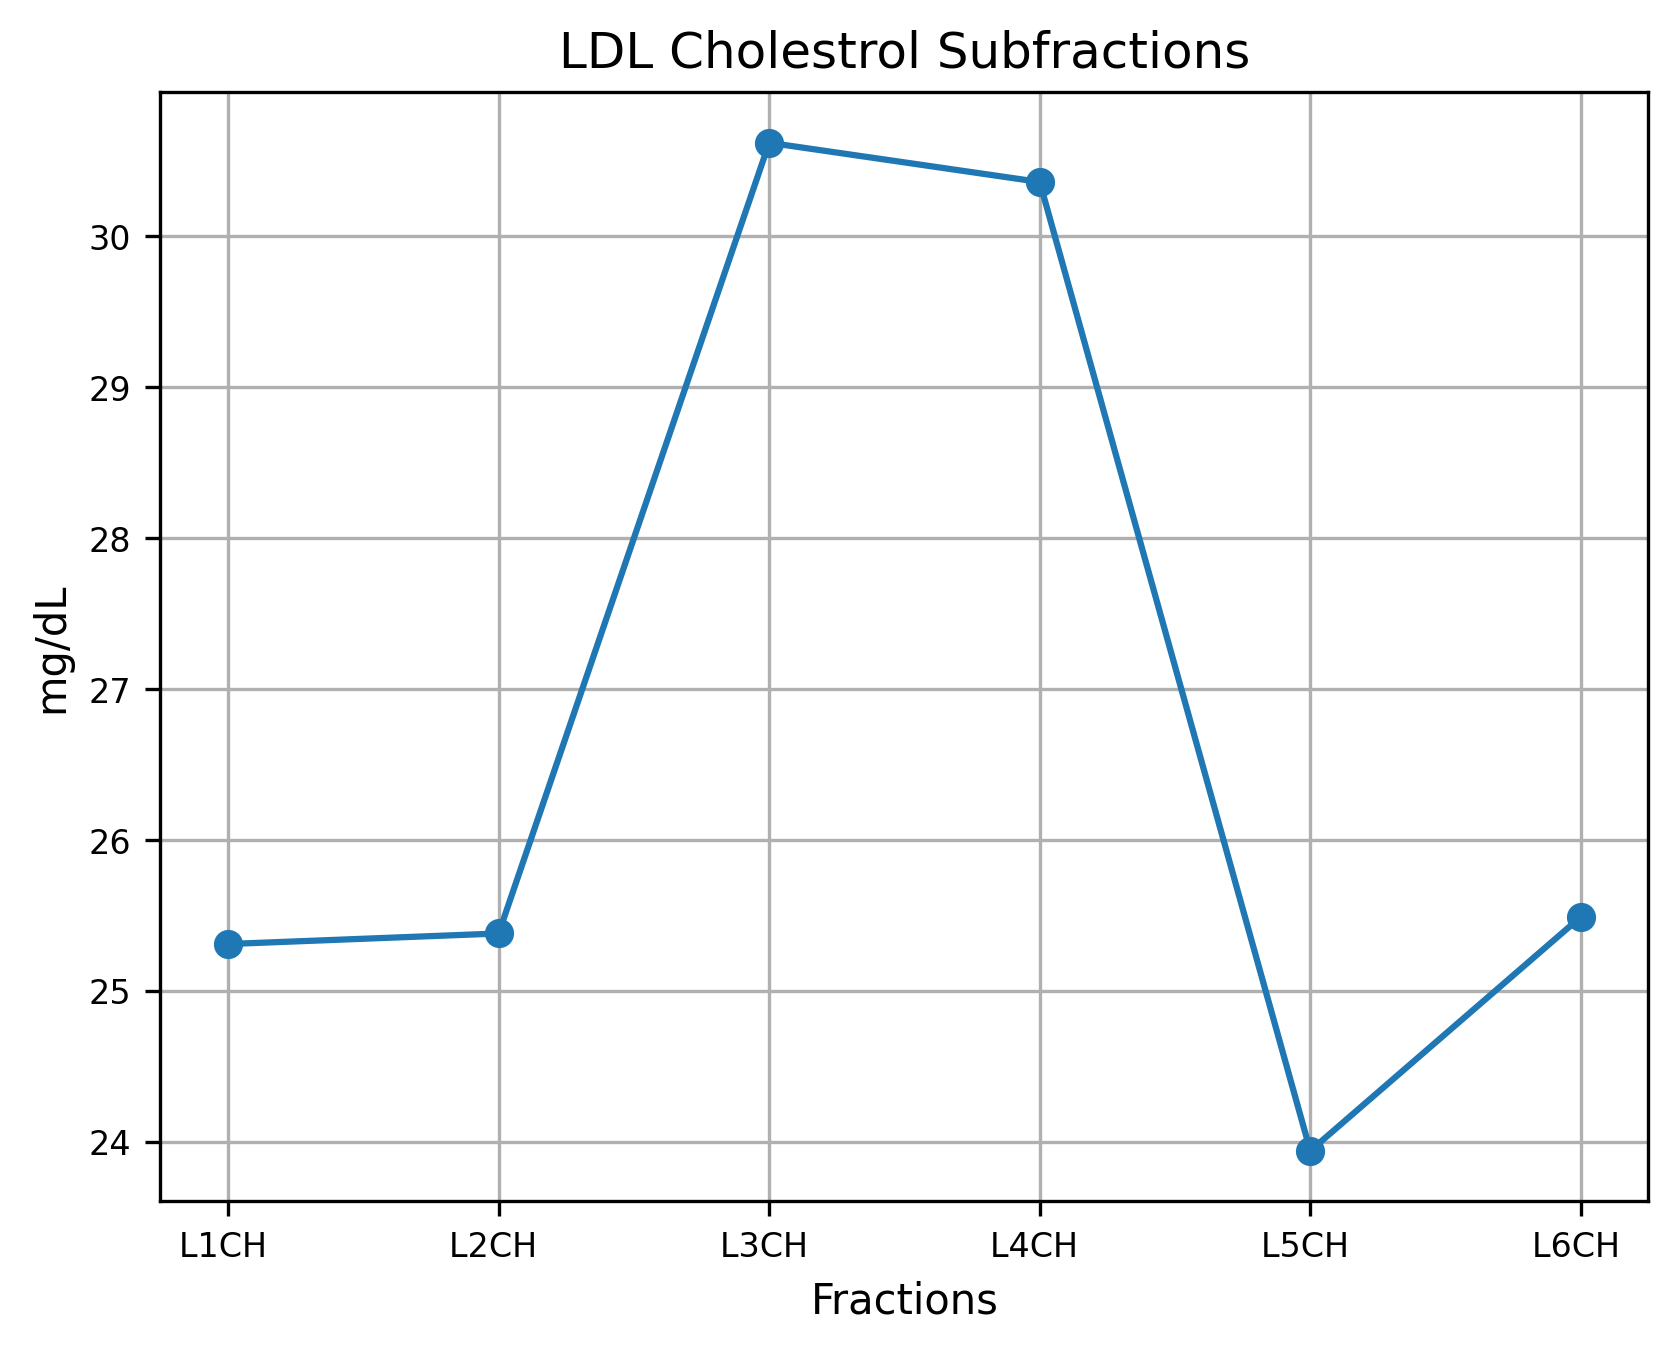 LDL Cholestrol Subfractions
30
29
28
27
26
25
24
mg/dL
L1CH L2CH L3CH L4CH L5CH L6CH
Fractions